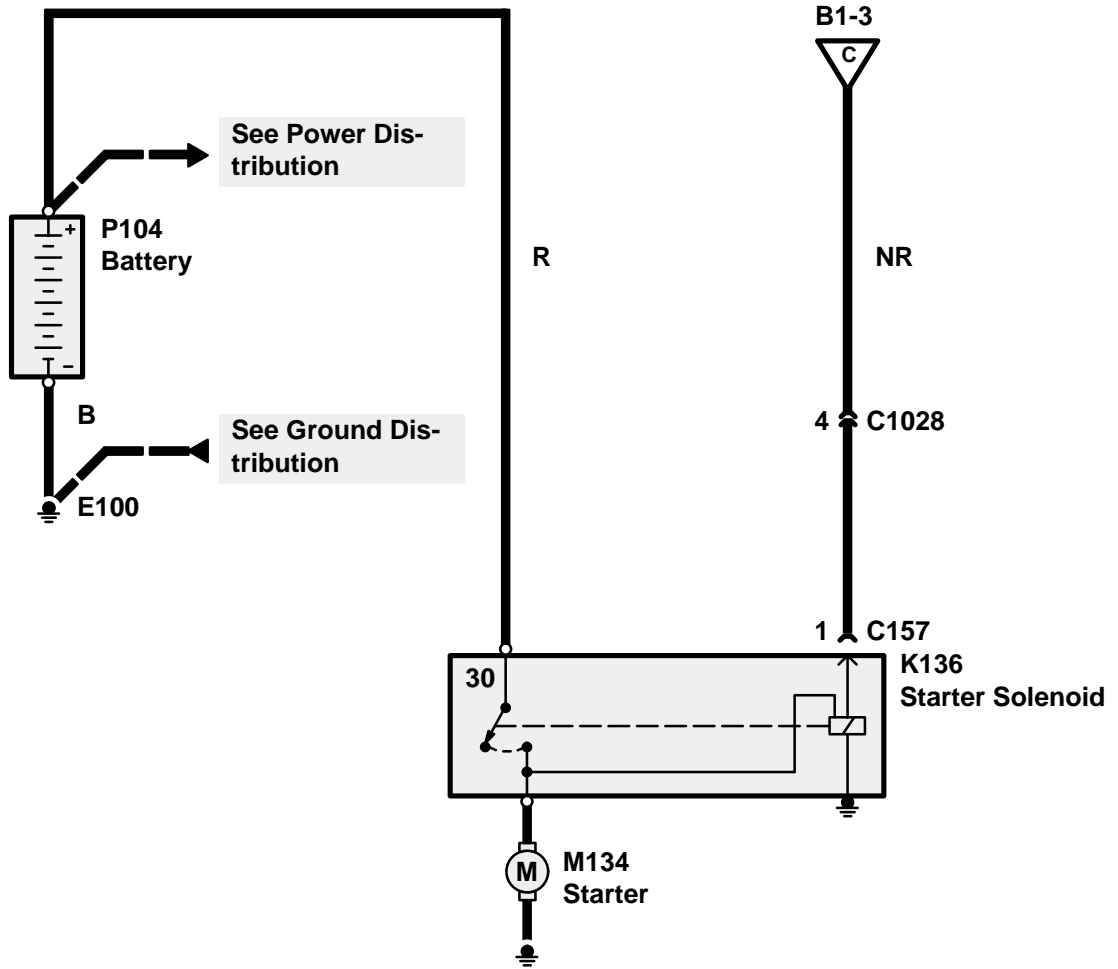 B1-3
C
See Power Dis-
tribution
P104
Battery
+
−
R
NR
B
See Ground Dis-
tribution
E100
4 C1028
1 C157
K136
Starter Solenoid
30
M
M134
Starter